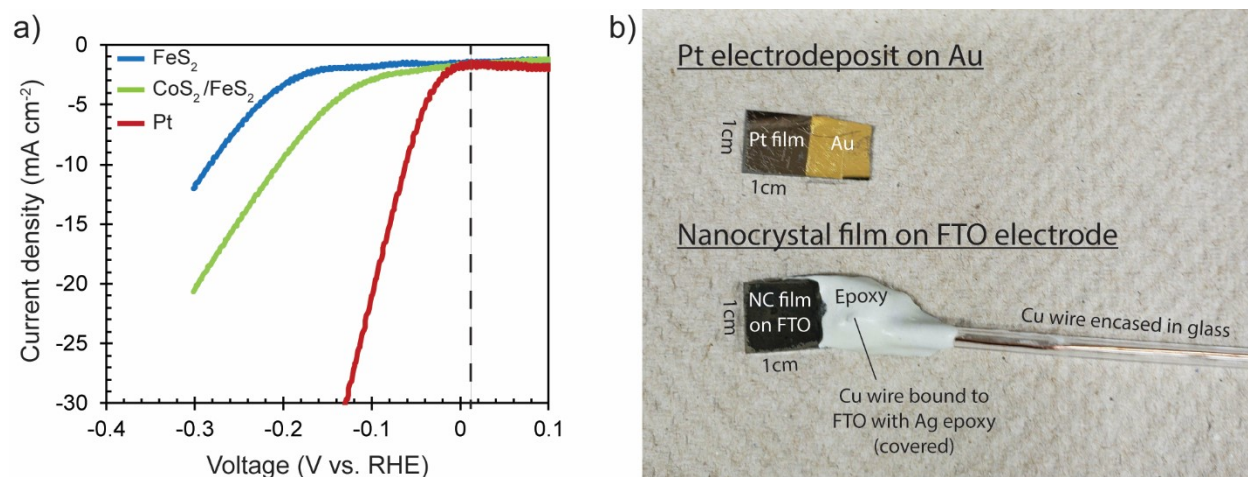 a)
FeS₂
CoS₂/FeS₂
Pt
Current density (mA cm⁻²)
0
-5
-10
-15
-20
-25
-30
-0.4
-0.3
-0.2
-0.1
0
0.1
Voltage (V vs. RHE)
b)
Pt electrodeposit on Au
1cm
Pt film
Au
1cm
Nanocrystal film on FTO electrode
1cm
NC film
on FTO
Epoxy
Cu wire encased in glass
1cm
Cu wire bound to
FTO with Ag epoxy
(covered)